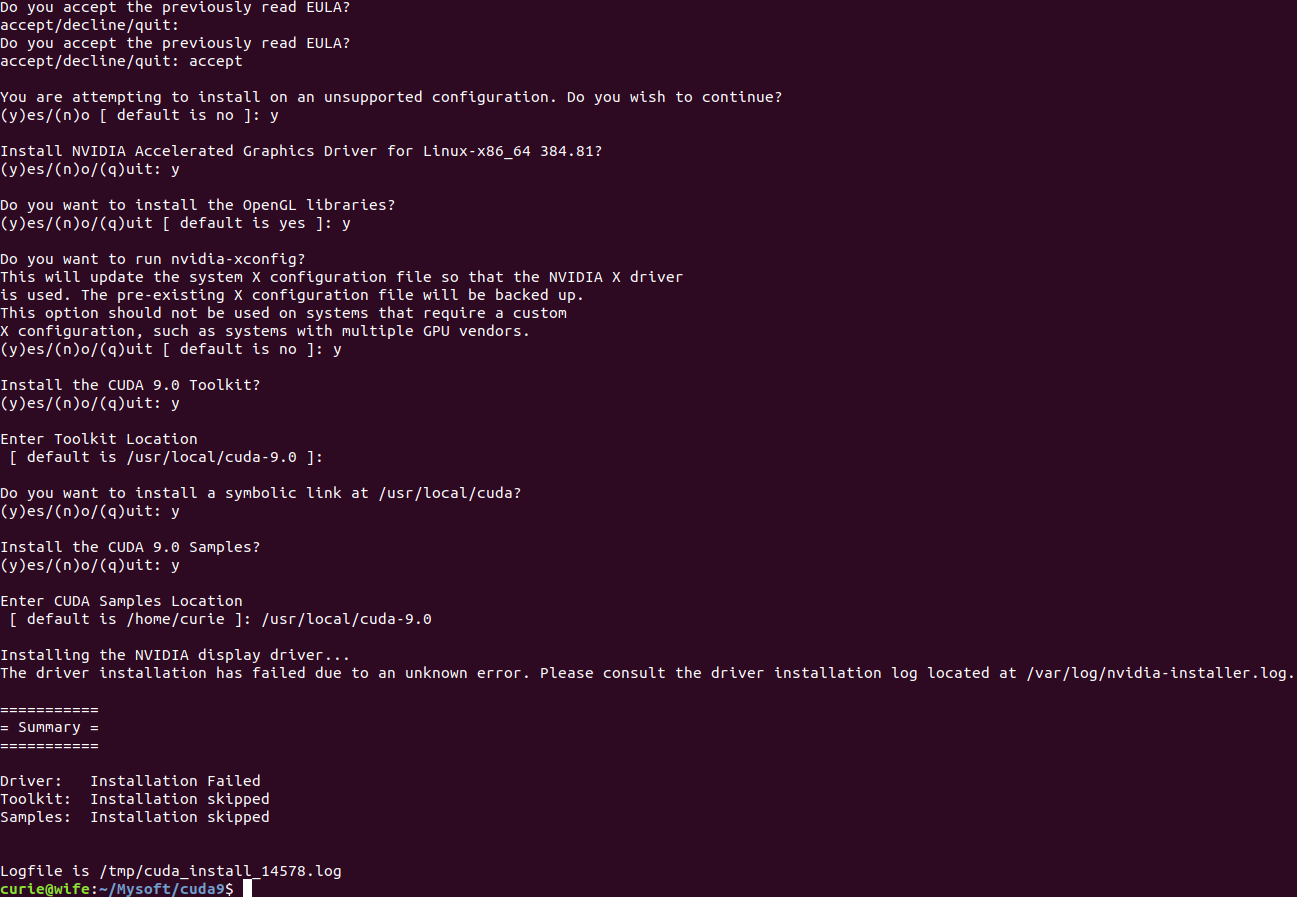 Do you accept the previously read EULA?
accept/decline/quit:
Do you accept the previously read EULA?
accept/decline/quit: accept
You are attempting to install on an unsupported configuration. Do you wish to continue?
(y)es/(n)o [ default is no ]: y
Install NVIDIA Accelerated Graphics Driver for Linux-x86_64 384.81?
(y)es/(n)o/(q)uit: y
Do you want to install the OpenGL libraries?
(y)es/(n)o/(q)uit [ default is yes ]: y
Do you want to run nvidia-xconfig?
This will update the system X configuration file so that the NVIDIA X driver
is used. The pre-existing X configuration file will be backed up.
This option should not be used on systems that require a custom
X configuration, such as systems with multiple GPU vendors.
(y)es/(n)o/(q)uit [ default is no ]: y
Install the CUDA 9.0 Toolkit?
(y)es/(n)o/(q)uit: y
Enter Toolkit Location
[ default is /usr/local/cuda-9.0 ]:
Do you want to install a symbolic link at /usr/local/cuda?
(y)es/(n)o/(q)uit: y
Install the CUDA 9.0 Samples?
(y)es/(n)o/(q)uit: y
Enter CUDA Samples Location
[ default is /home/curie ]: /usr/local/cuda-9.0
Installing the NVIDIA display driver...
The driver installation has failed due to an unknown error. Please consult the driver installation log located at /var/log/nvidia-installer.log.
===========
= Summary =
===========
Driver:   Installation Failed
Toolkit:  Installation skipped
Samples:  Installation skipped
Logfile is /tmp/cuda_install_14578.log
curie@wife:~/Mysoft/cuda9$